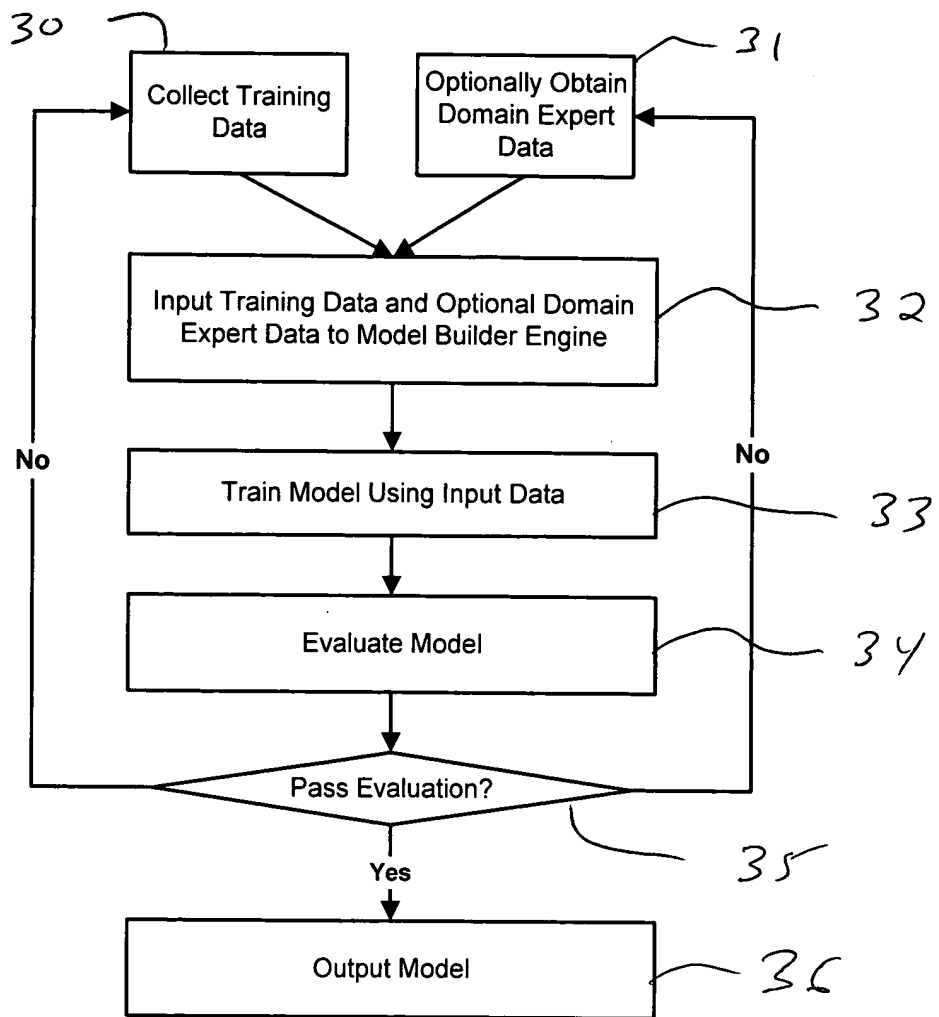 30
31
Collect Training
Data
Optionally Obtain
Domain Expert
Data
Input Training Data and Optional Domain
Expert Data to Model Builder Engine
32
No
No
Train Model Using Input Data
33
Evaluate Model
34
Pass Evaluation?
35
Yes
Output Model
36